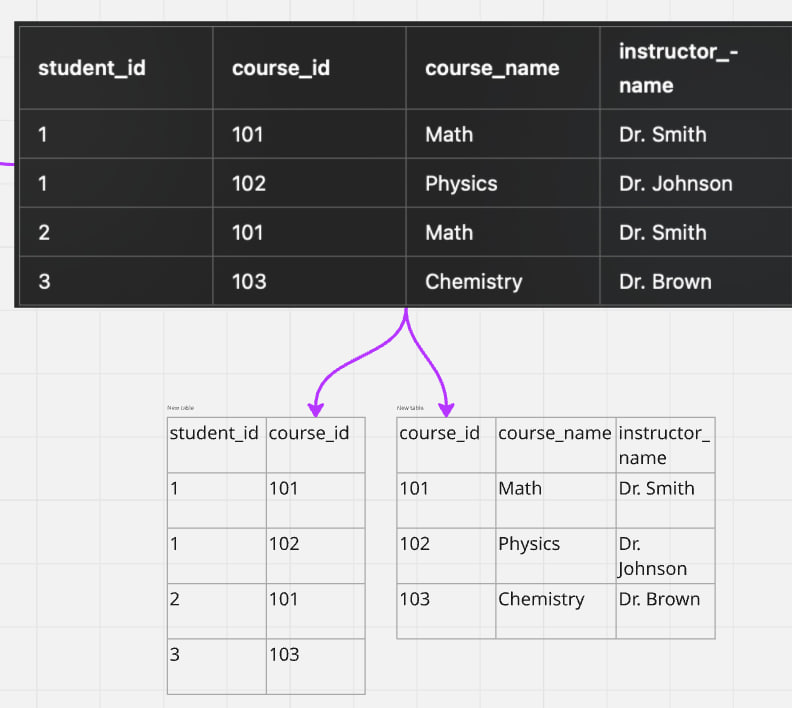 student_id course_id course_name instructor_-
name
1 101 Math Dr. Smith
1 102 Physics Dr. Johnson
2 101 Math Dr. Smith
3 103 Chemistry Dr. Brown
New table
student_id course_id
1 101
1 102
2 101
3 103
New table
course_id course_name instructor_
name
101 Math Dr. Smith
102 Physics Dr.
Johnson
103 Chemistry Dr. Brown